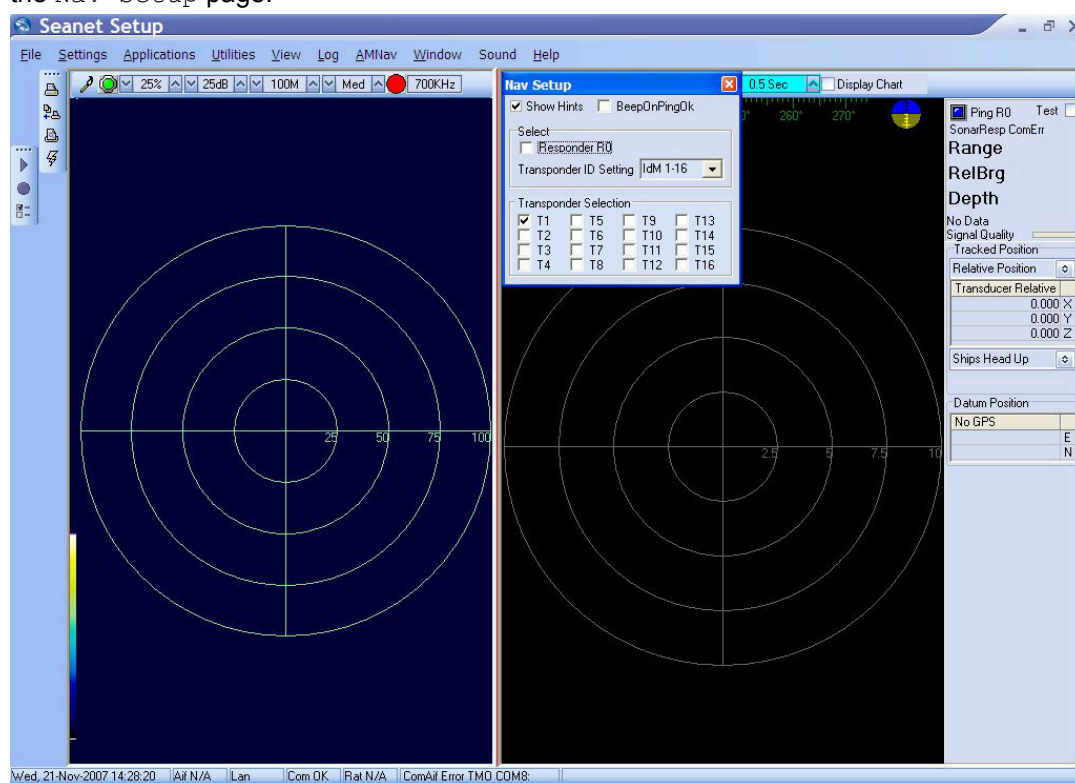 the Nav Setup page.
Seanet Setup
File Settings Applications Utilities View Log AMNav Window Sound Help
25% 25dB 100M Med 700KHz
Nav Setup
0.5 Sec Display Chart
Show Hints BeepOnPingOk
Select
Responder R0
Transponder ID Setting IdM 1-16
Transponder Selection
T1 T5 T9 T13
T2 T6 T10 T14
T3 T7 T11 T15
T4 T8 T12 T16
260° 270°
25 50 75 100
2.5 5 7.5 10
Ping R0 Test
SonarResp ComErr
Range
RelBrg
Depth
No Data
Signal Quality
Tracked Position
Relative Position
Transducer Relative
0.000 X
0.000 Y
0.000 Z
Ships Head Up
Datum Position
No GPS
E
N
Wed, 21-Nov-2007 14:28:20 Aif N/A Lan Com OK Rat N/A ComAif Error TMO COM8: